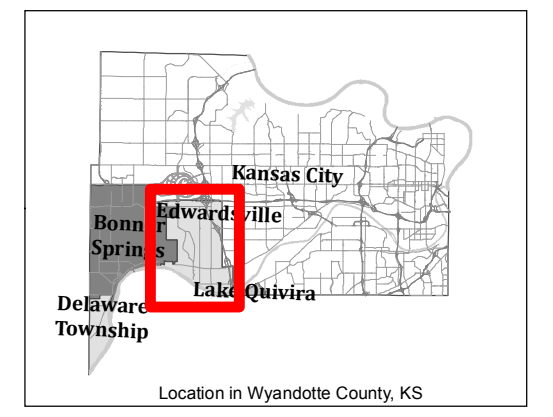 Kansas City
Edwardsville
Bonner
Springs
Lake Quivira
Delaware
Township
Location in Wyandotte County, KS